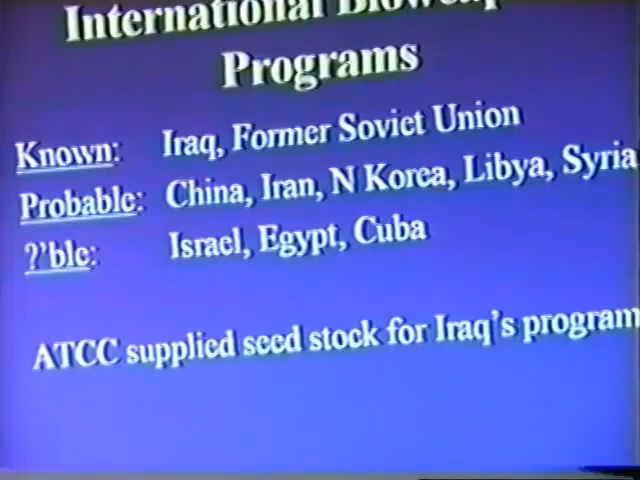 International
Programs
Known: Iraq, Former Soviet Union
Probable: China, Iran, N Korea, Libya, Syria
?'ble: Israel, Egypt, Cuba
ATCC supplied seed stock for Iraq's program